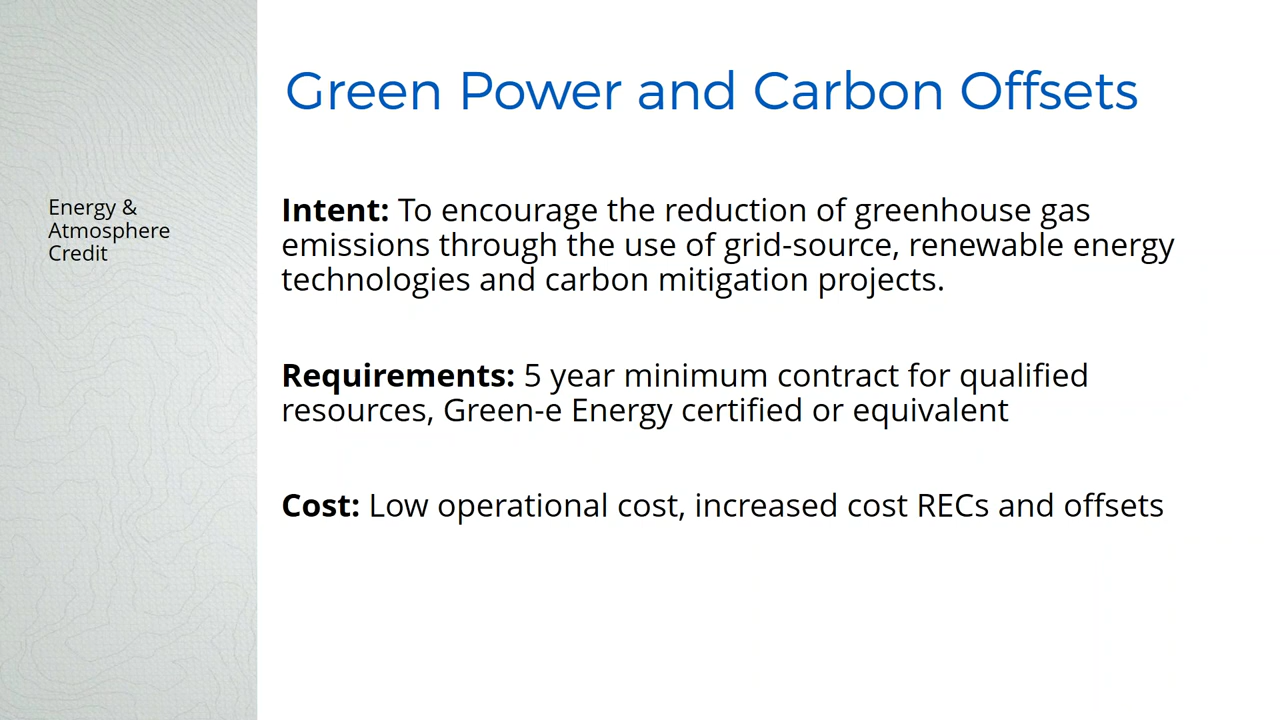 Green Power and Carbon Offsets
Energy &
Atmosphere
Credit
Intent: To encourage the reduction of greenhouse gas
emissions through the use of grid-source, renewable energy
technologies and carbon mitigation projects.
Requirements: 5 year minimum contract for qualified
resources, Green-e Energy certified or equivalent
Cost: Low operational cost, increased cost RECs and offsets